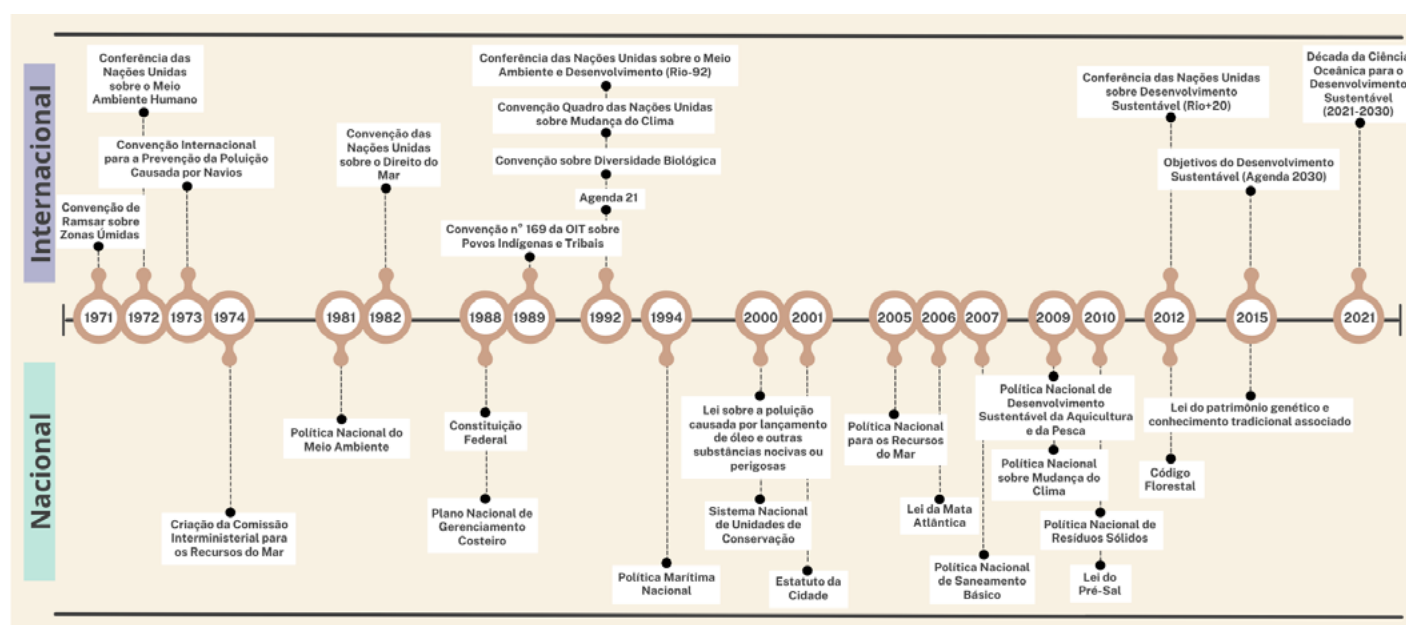 Internacional
Conferência das
Nações Unidas
sobre o Meio
Ambiente Humano
Convenção Internacional
para a Prevenção da Poluição
Causada por Navios
Convenção de
Ramsar sobre
Zonas Úmidas
Convenção das
Nações Unidas
sobre o Direito do
Mar
Conferência das Nações Unidas sobre o Meio
Ambiente e Desenvolvimento (Rio-92)
Convenção Quadro das Nações Unidas
sobre Mudança do Clima
Convenção sobre Diversidade Biológica
Agenda 21
Convenção n° 169 da OIT sobre
Povos Indígenas e Tribais
Conferência das Nações Unidas
sobre Desenvolvimento
Sustentável (Rio+20)
Objetivos do Desenvolvimento
Sustentável (Agenda 2030)
Década da Ciência
Oceânica para o
Desenvolvimento
Sustentável
(2021-2030)
1971 1972 1973 1974 1981 1982 1988 1989 1992 1994 2000 2001 2005 2006 2007 2009 2010 2012 2015 2021
Nacional
Criação da Comissão
Interministerial para
os Recursos do Mar
Política Nacional do
Meio Ambiente
Constituição
Federal
Plano Nacional de
Gerenciamento
Costeiro
Política Marítima
Nacional
Lei sobre a poluição
causada por lançamento
de óleo e outras
substâncias nocivas ou
perigosas
Sistema Nacional
de Unidades de
Conservação
Estatuto da
Cidade
Política Nacional
para os Recursos
do Mar
Lei da Mata
Atlântica
Política Nacional
de Saneamento
Básico
Política Nacional de
Desenvolvimento
Sustentável da Aquicultura
e da Pesca
Política Nacional
sobre Mudança do
Clima
Política Nacional de
Resíduos Sólidos
Lei do
Pré-Sal
Código
Florestal
Lei do patrimônio genético e
conhecimento tradicional associado